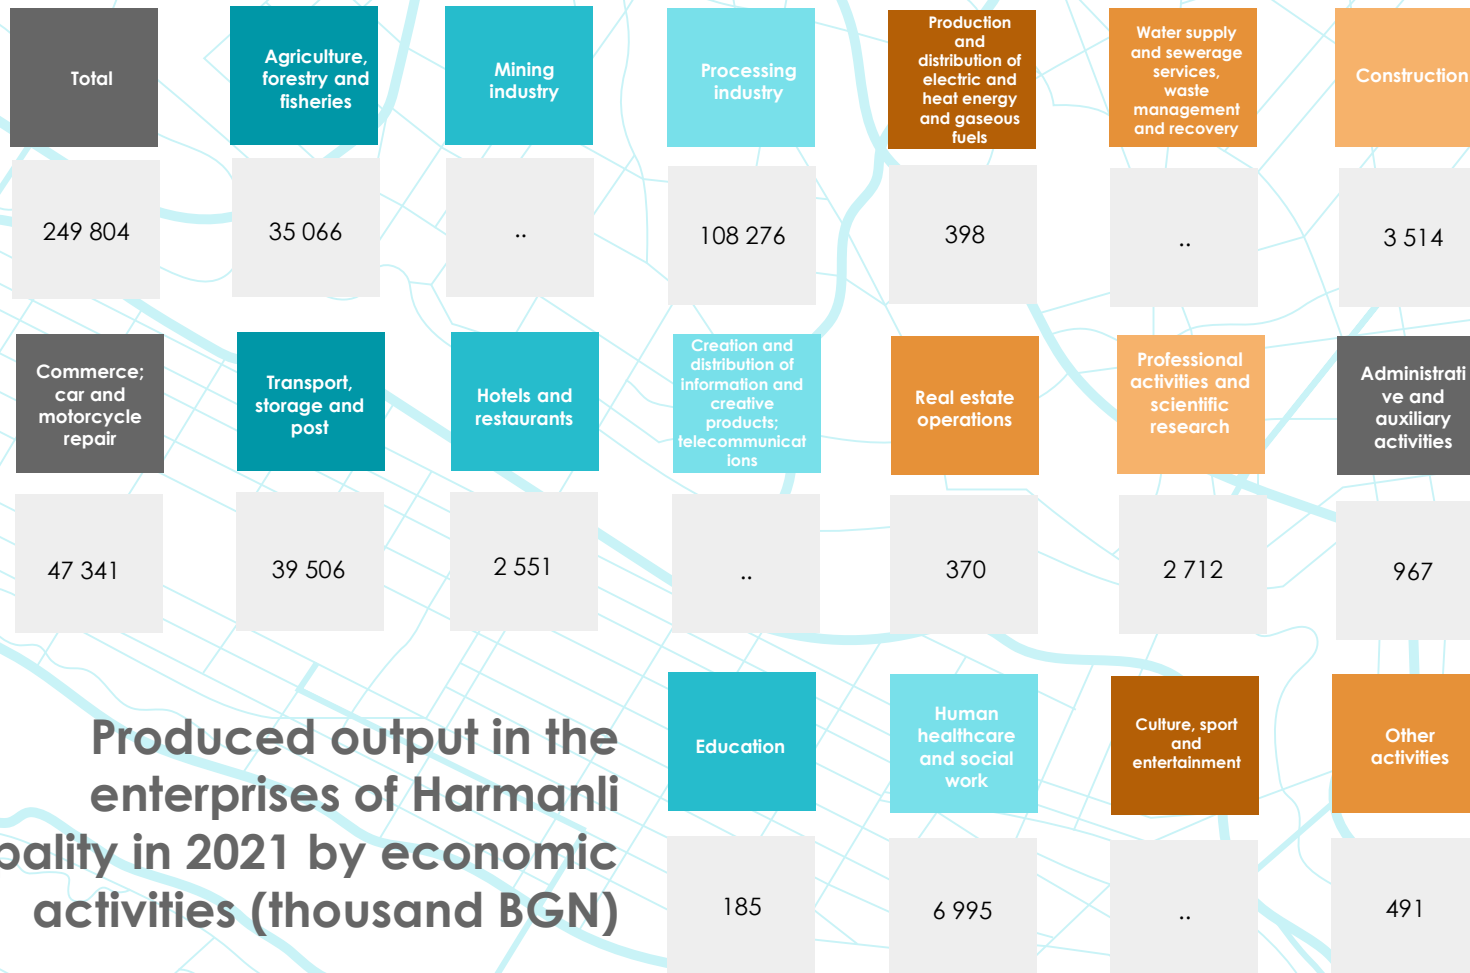 Total
Agriculture,
forestry and
fisheries
Mining
industry
Processing
industry
Production
and
distribution of
electric and
heat energy
and gaseous
fuels
Water supply
and sewerage
services,
waste
management
and recovery
Construction
249 804
35 066
..
108 276
398
..
3 514
Commerce;
car and
motorcycle
repair
Transport,
storage and
post
Hotels and
restaurants
Creation and
distribution of
information and
creative
products;
telecommunicat
ions
Real estate
operations
Professional
activities and
scientific
research
Administrati
ve and
auxiliary
activities
47 341
39 506
2 551
..
370
2 712
967
Education
Human
healthcare
and social
work
Culture, sport
and
entertainment
Other
activities
185
6 995
..
491
Produced output in the
enterprises of Harmanli
pality in 2021 by economic
activities (thousand BGN)